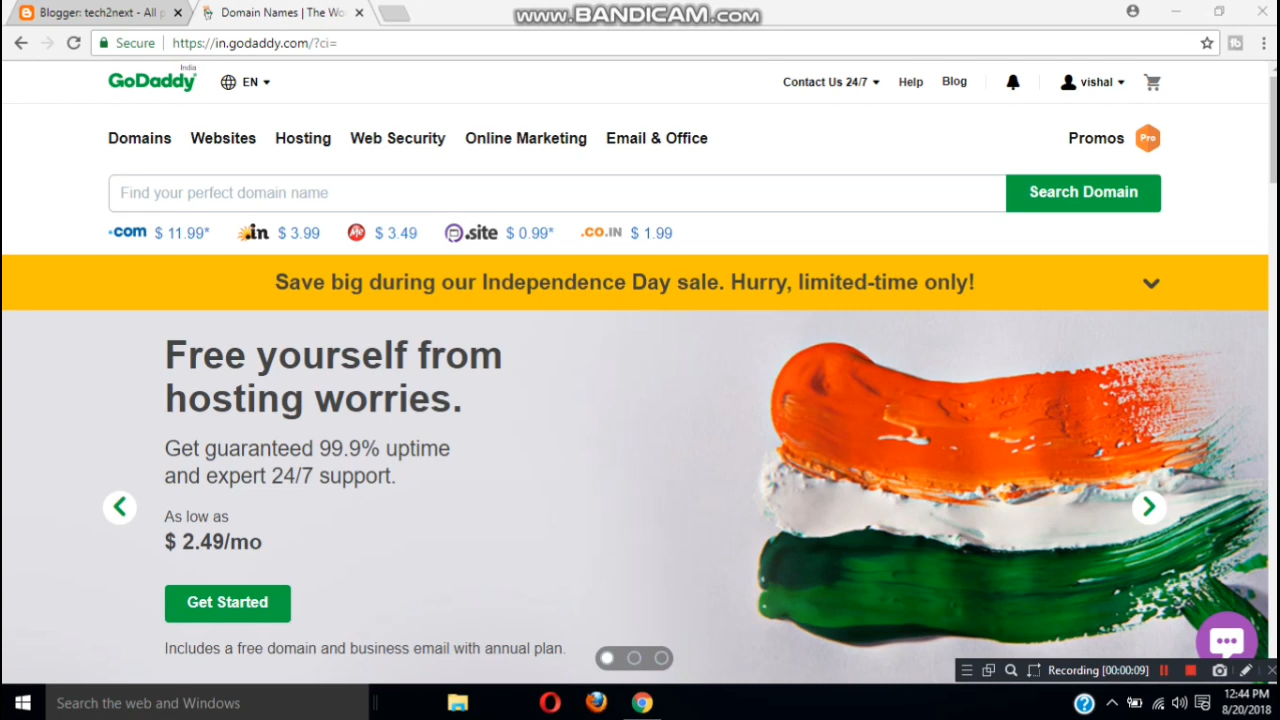 Blogger: tech2next - All p
Domain Names | The Wo
www.BANDICAM.com
Secure
https://in.godaddy.com/?ci=
India
GoDaddy
EN
Contact Us 24/7
Help
Blog
vishal
Domains
Websites
Hosting
Web Security
Online Marketing
Email & Office
Promos
Pro
Find your perfect domain name
Search Domain
.com $ 11.99*
.in $ 3.99
$ 3.49
.site $ 0.99*
.CO.IN $ 1.99
Save big during our Independence Day sale. Hurry, limited-time only!
Free yourself from
hosting worries.
Get guaranteed 99.9% uptime
and expert 24/7 support.
As low as
$ 2.49/mo
Get Started
Includes a free domain and business email with annual plan.
Recording [00:00:09]
Search the web and Windows
12:44 PM
8/20/2018